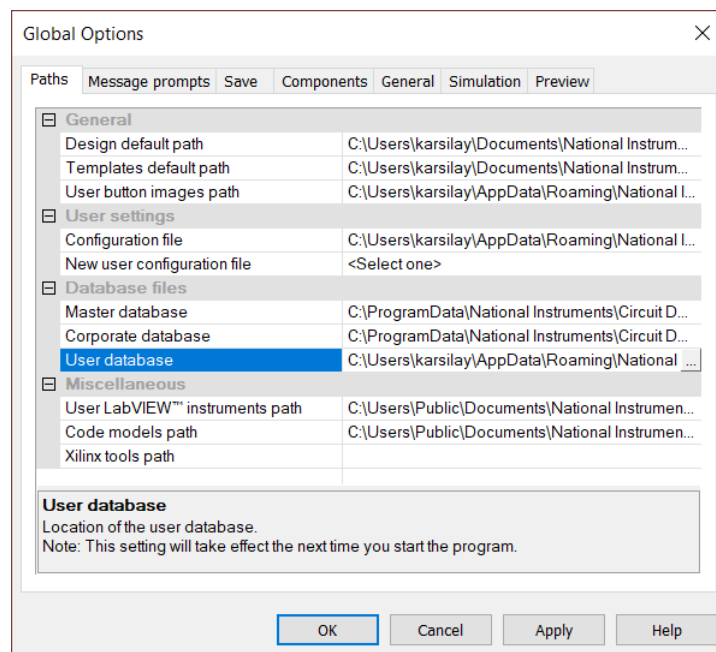 Global Options
Paths Message prompts Save Components General Simulation Preview
General
Design default path C:\Users\karsilay\Documents\National Instrum...
Templates default path C:\Users\karsilay\Documents\National Instrum...
User button images path C:\Users\karsilay\AppData\Roaming\National I...
User settings
Configuration file C:\Users\karsilay\AppData\Roaming\National I...
New user configuration file <Select one>
Database files
Master database C:\ProgramData\National Instruments\Circuit D...
Corporate database C:\ProgramData\National Instruments\Circuit D...
User database C:\Users\karsilay\AppData\Roaming\National ...
Miscellaneous
User LabVIEW™ instruments path C:\Users\Public\Documents\National Instrumen...
Code models path C:\Users\Public\Documents\National Instrumen...
Xilinx tools path
User database
Location of the user database.
Note: This setting will take effect the next time you start the program.
OK Cancel Apply Help